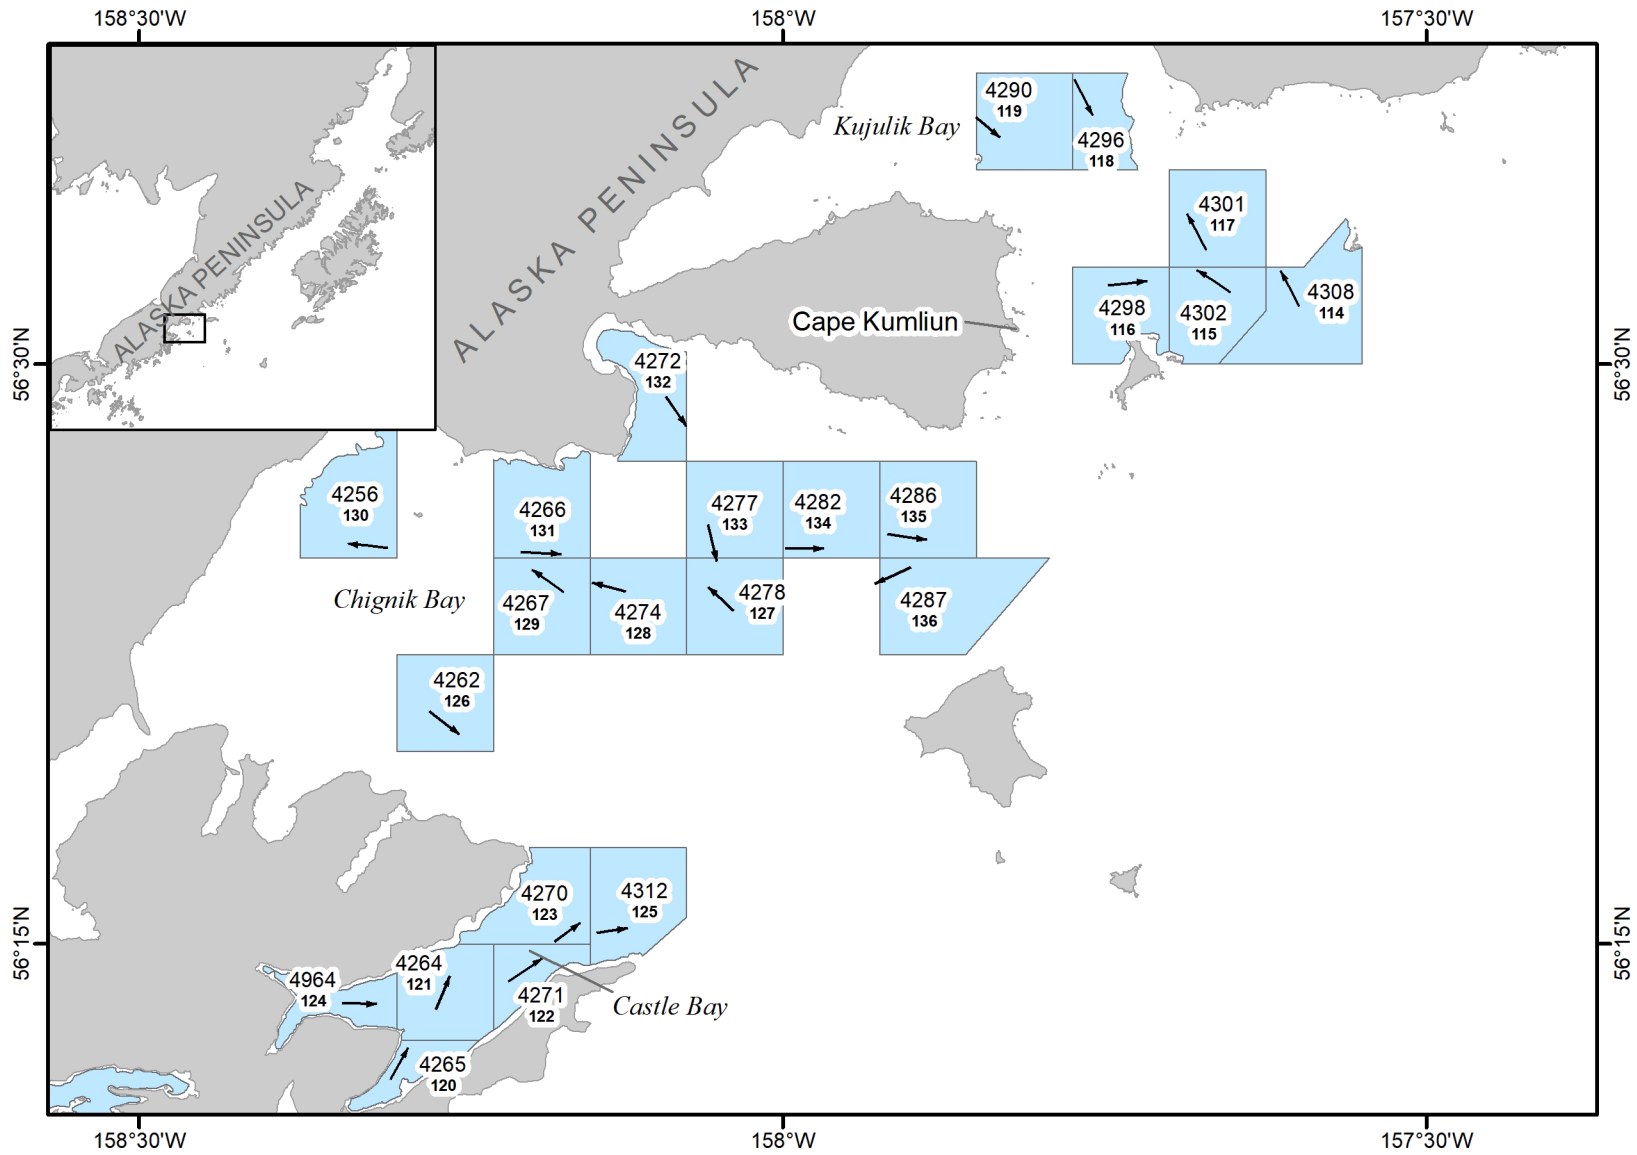 158°30'W
158°W
157°30'W
ALASKA PENINSULA
ALASKA PENINSULA
Kujulik Bay
4290
119
4296
118
4301
117
4298
116
4302
115
4308
114
Cape Kumliun
56°30'N
56°30'N
4272
132
4256
130
4266
131
4277
133
4282
134
4286
135
Chignik Bay
4267
129
4274
128
4278
127
4287
136
4262
126
4270
123
4312
125
56°15'N
56°15'N
4964
124
4264
121
4271
122
Castle Bay
4265
120
158°30'W
158°W
157°30'W